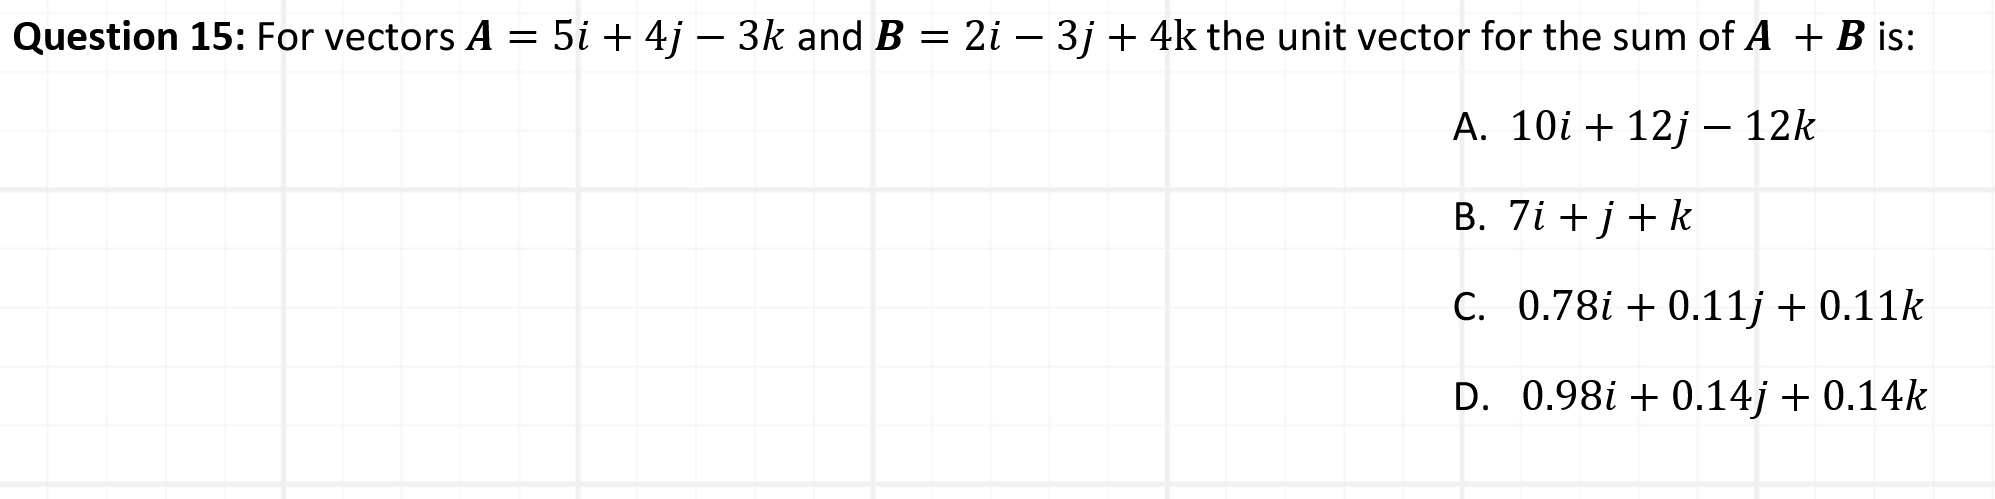 Question 15: For vectors A = 5i + 4j − 3k and B = 2i − 3j + 4k the unit vector for the sum of A + B is:
A. 10i + 12j − 12k
B. 7i + j + k
C. 0.78i + 0.11j + 0.11k
D. 0.98i + 0.14j + 0.14k